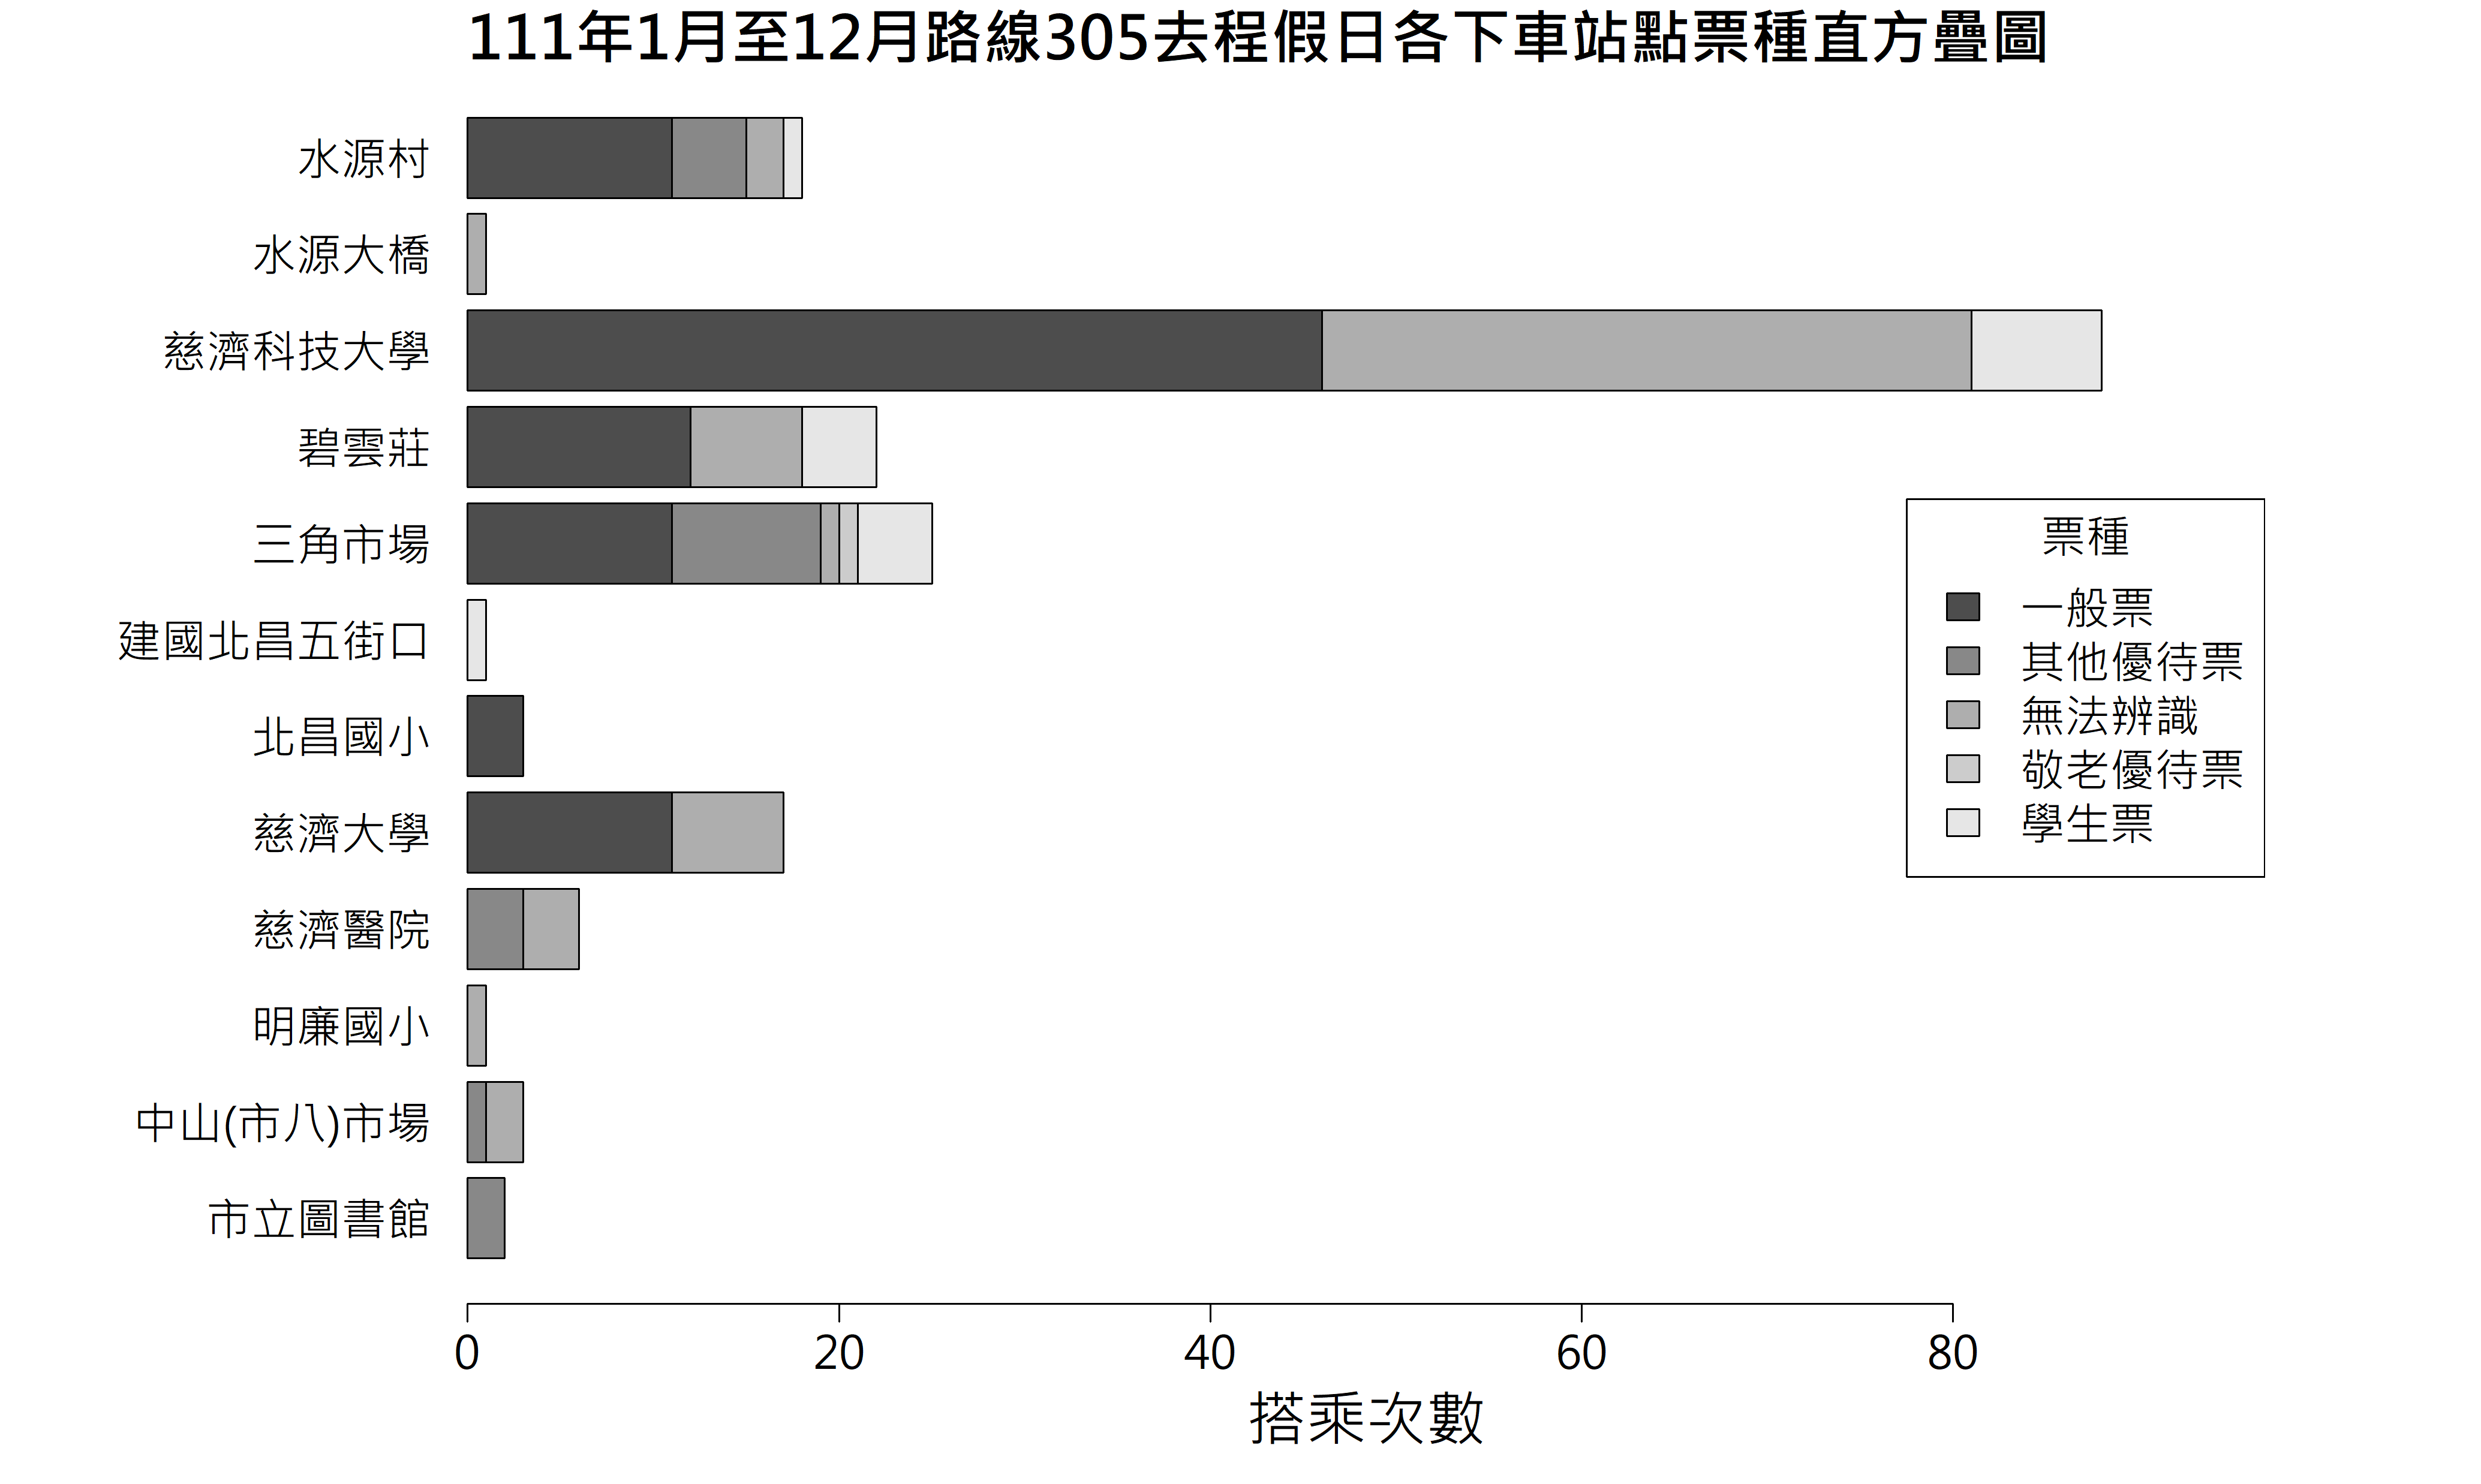 111年1月至12月路線305去程假日各下車站點票種直方疊圖
水源村
水源大橋
慈濟科技大學
碧雲莊
三角市場
建國北昌五街口
北昌國小
慈濟大學
慈濟醫院
明廉國小
中山(市八)市場
市立圖書館
票種
一般票
其他優待票
無法辨識
敬老優待票
學生票
0 20 40 60 80
搭乘次數